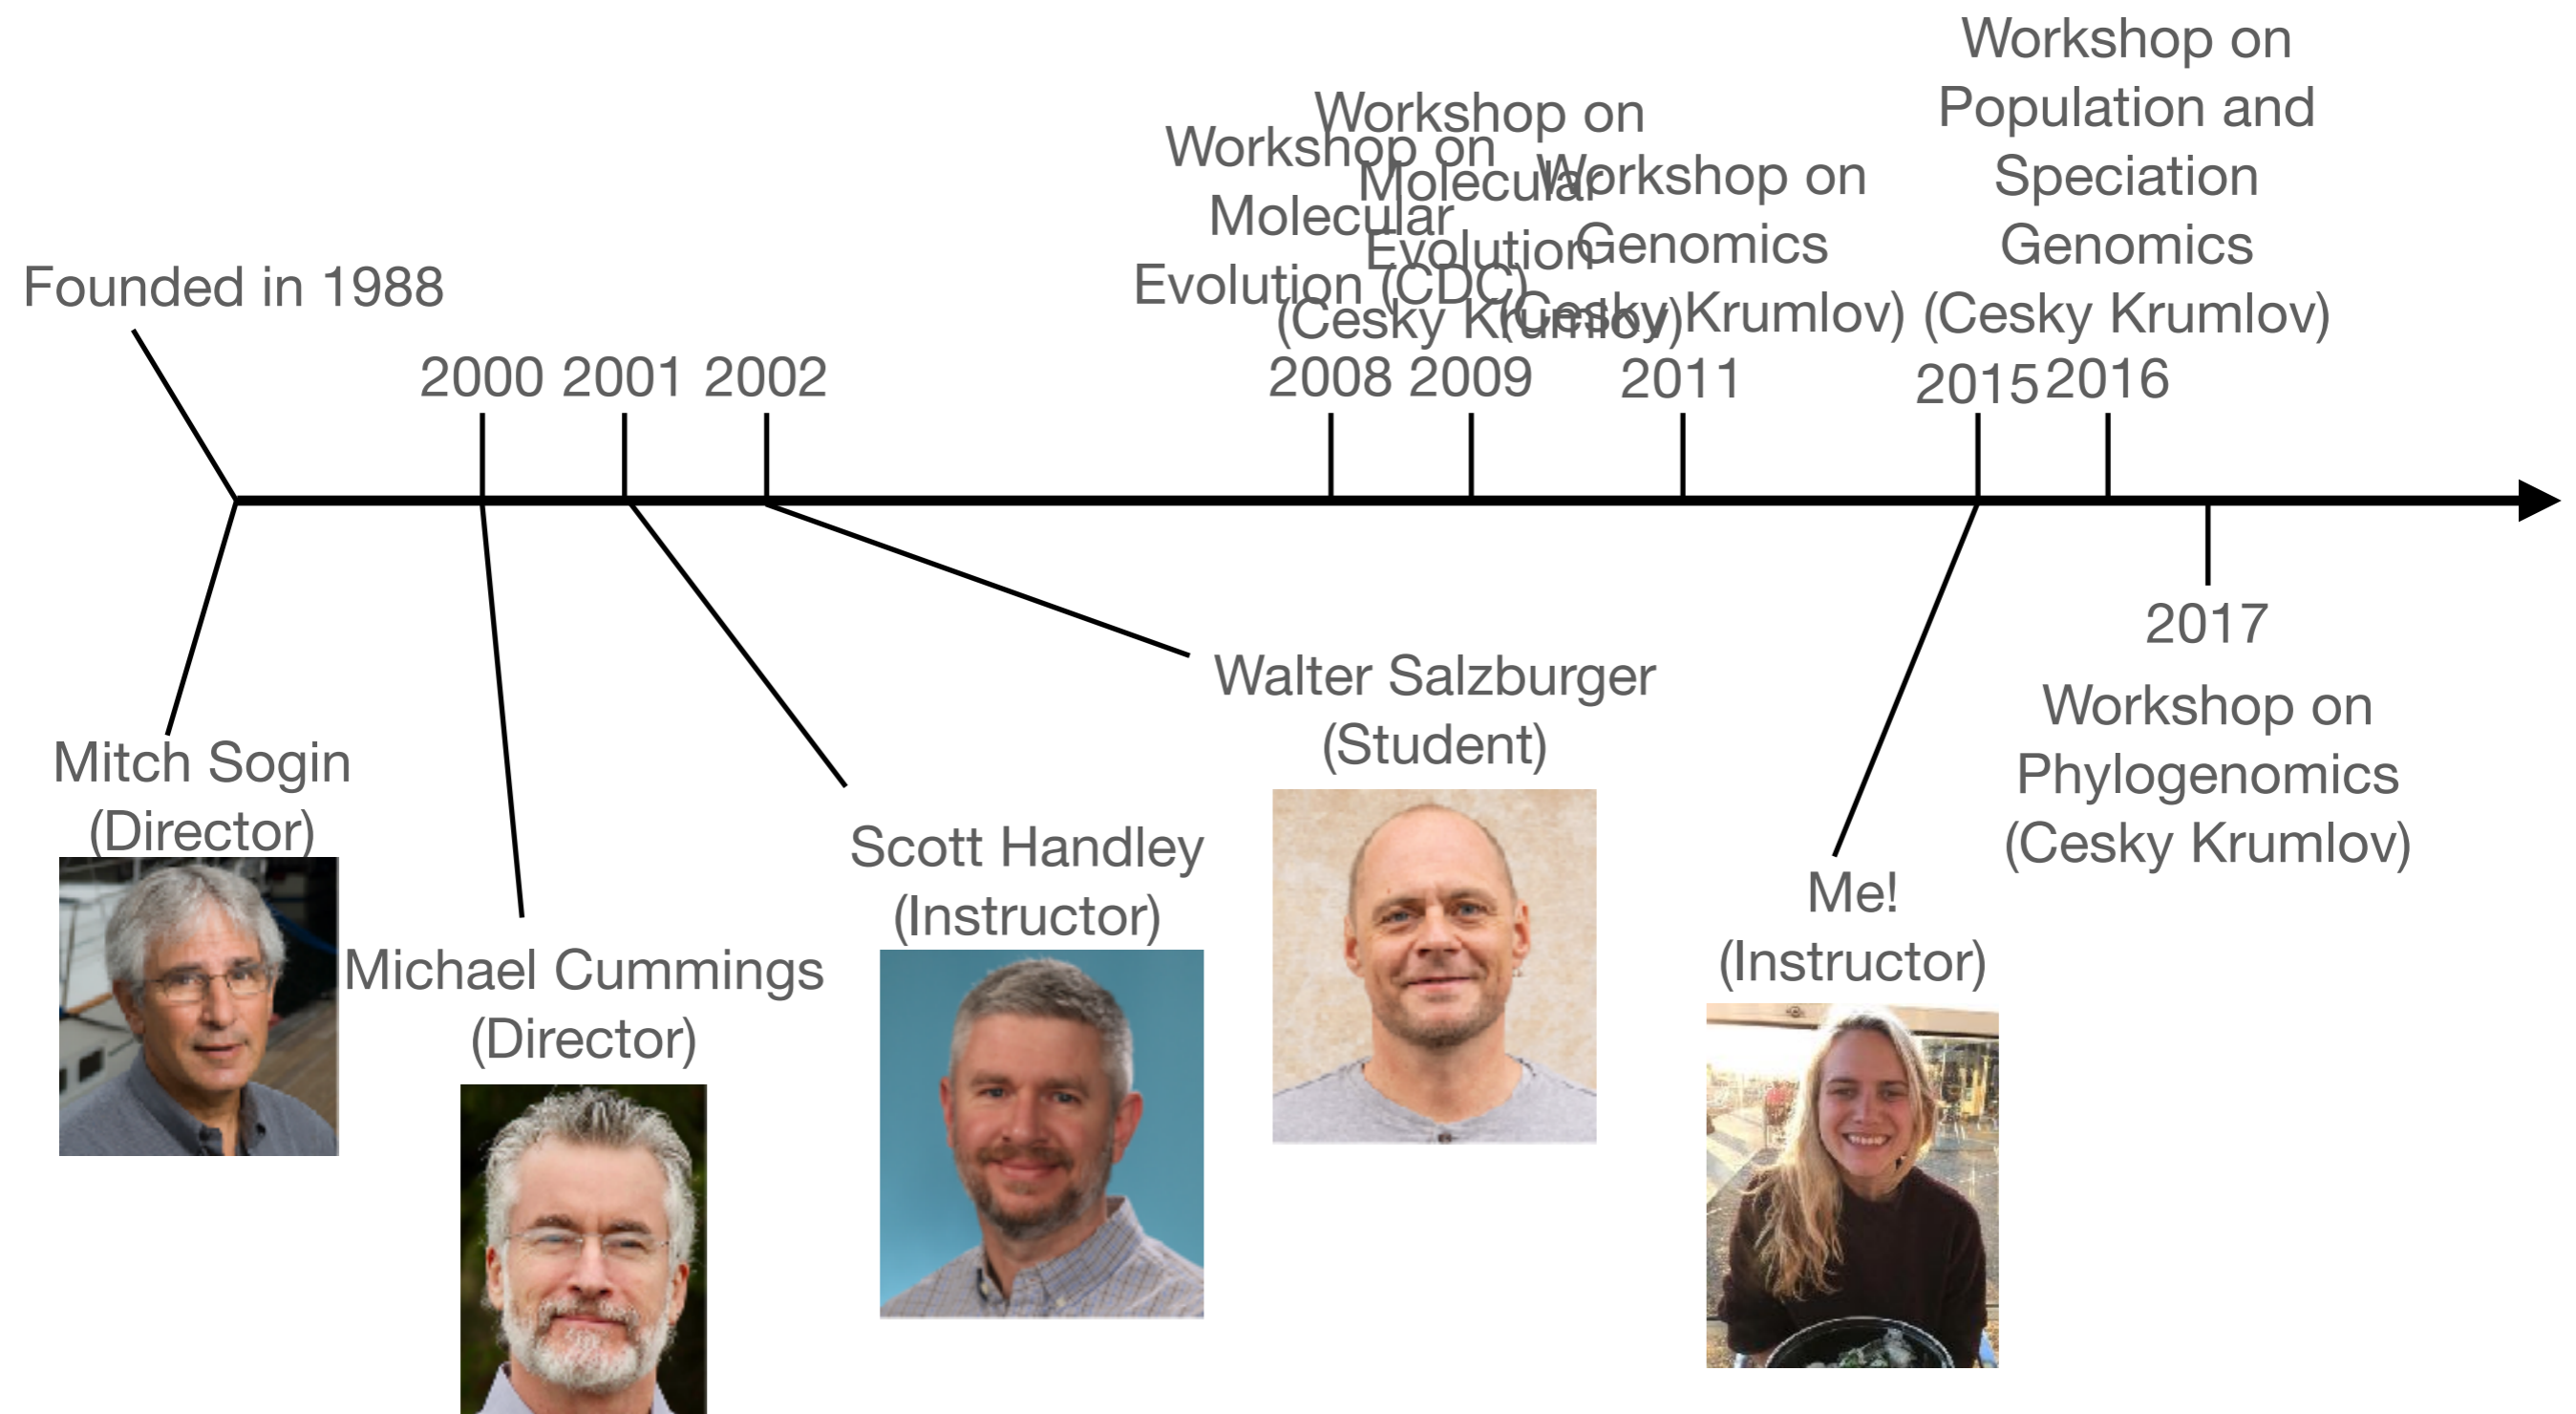 Founded in 1988
2000
2001
2002
Workshop on
Molecular
Evolution (CDC)
2008
Workshop on
Molecular
Evolution
(Cesky Krumlov)
2009
Workshop on
Genomics
(Cesky Krumlov)
2011
2015
Workshop on
Population and
Speciation
Genomics
(Cesky Krumlov)
2016
2017
Workshop on
Phylogenomics
(Cesky Krumlov)
Mitch Sogin
(Director)
Michael Cummings
(Director)
Scott Handley
(Instructor)
Walter Salzburger
(Student)
Me!
(Instructor)